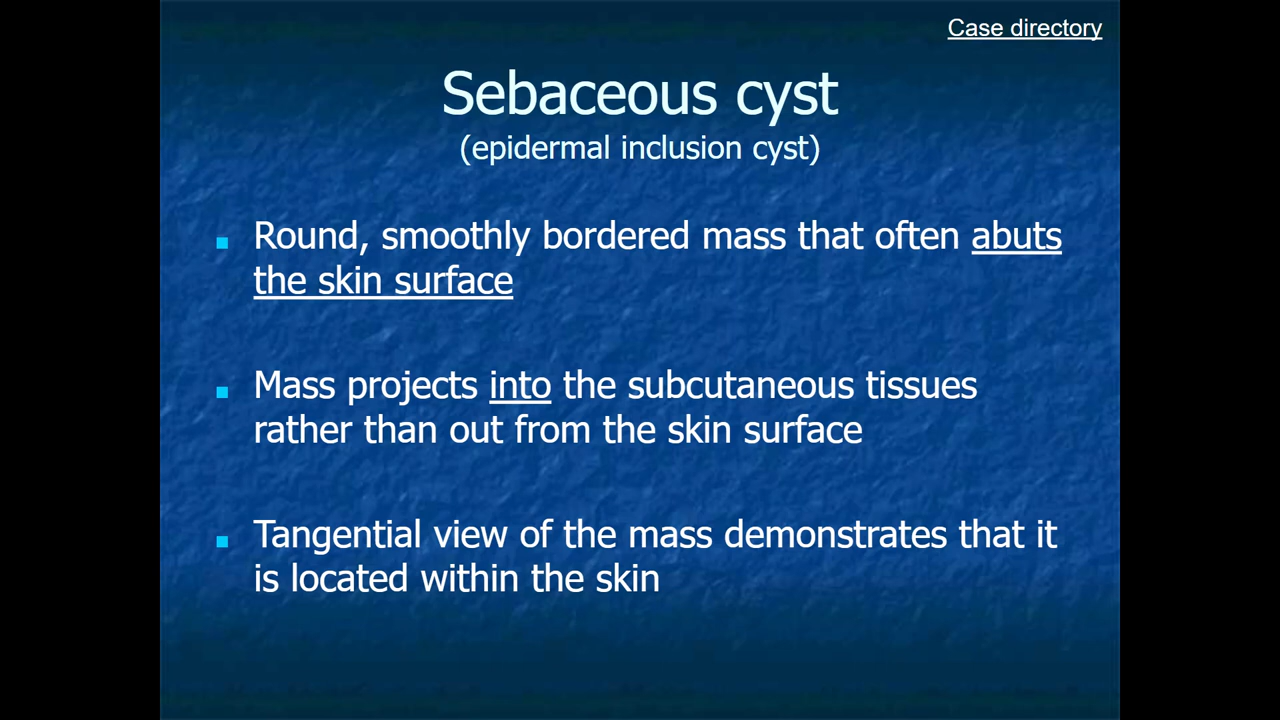 Case directory
Sebaceous cyst
(epidermal inclusion cyst)
Round, smoothly bordered mass that often abuts
the skin surface
Mass projects into the subcutaneous tissues
rather than out from the skin surface
Tangential view of the mass demonstrates that it
is located within the skin